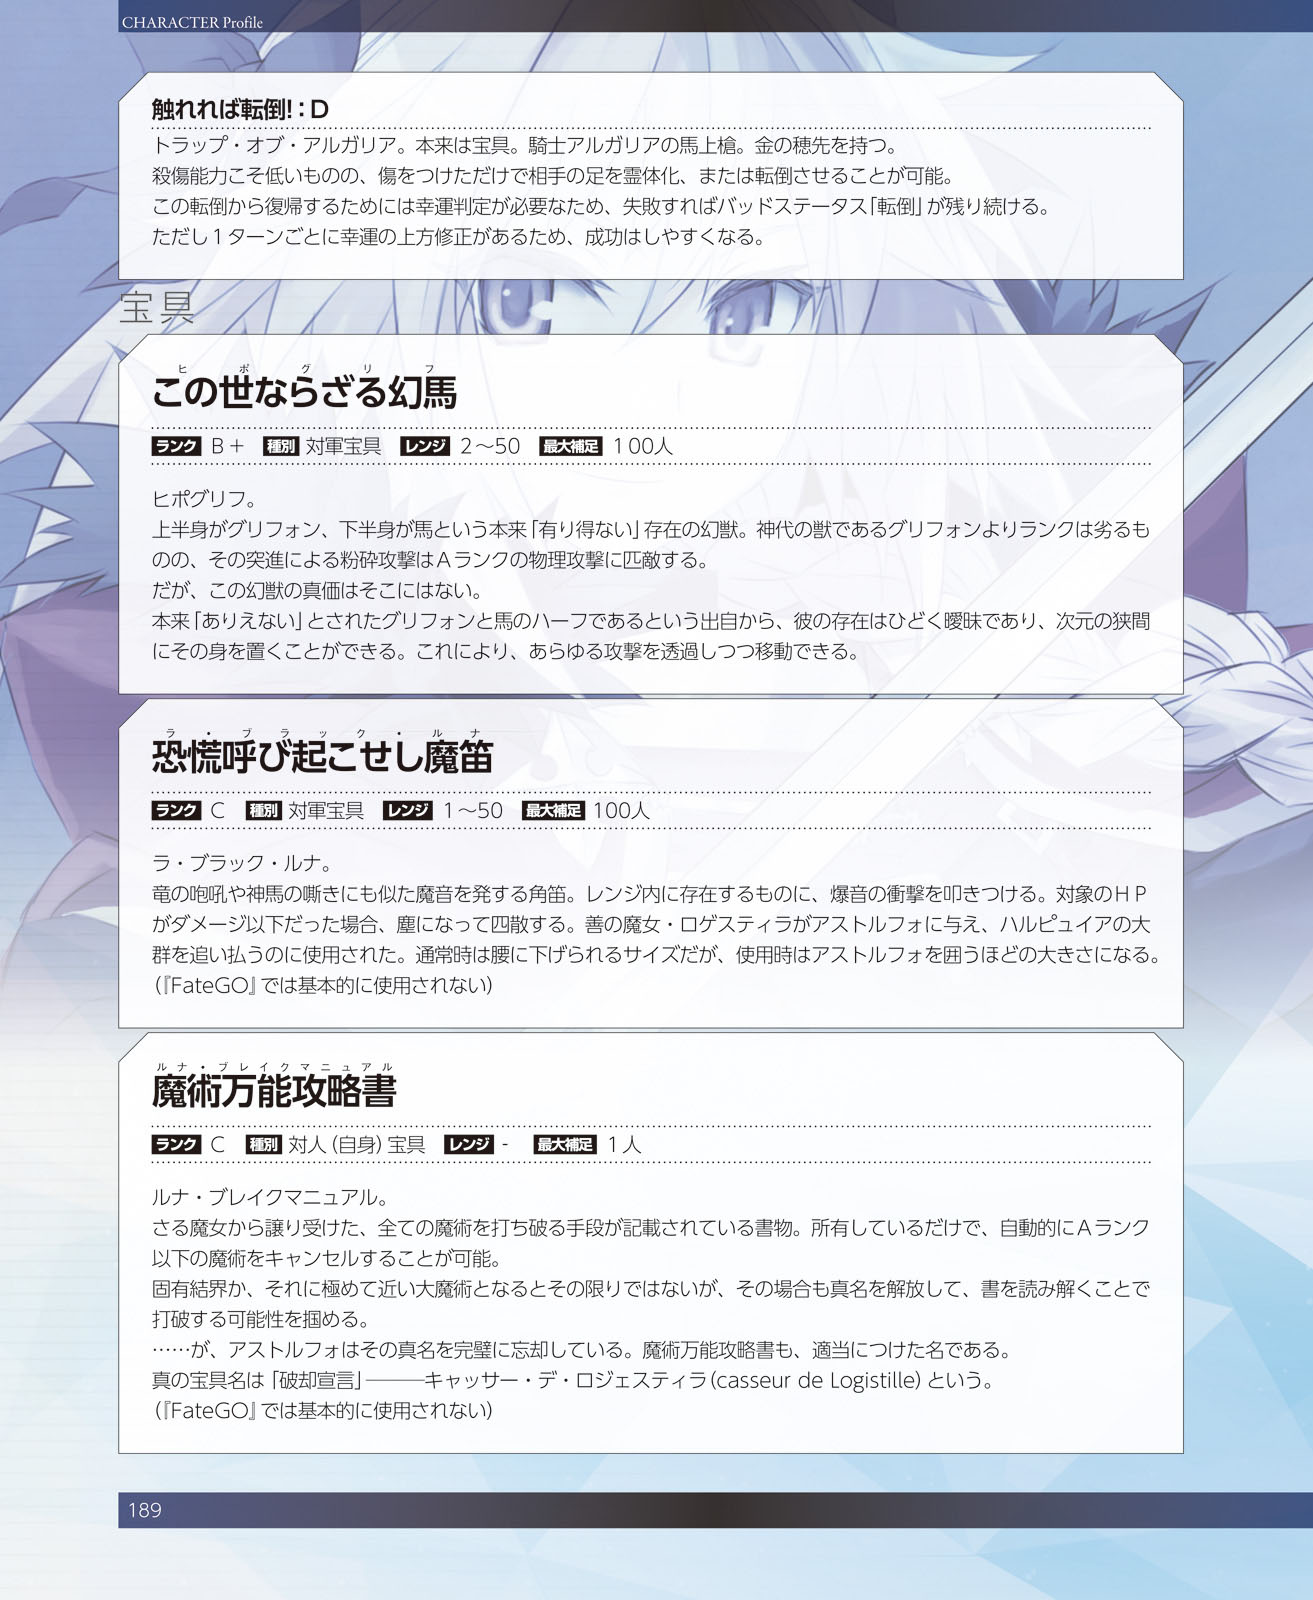 CHARACTER Profile
触れれば転倒!：D
トラップ・オブ・アルガリア。本来は宝具。騎士アルガリアの馬上槍。金の穂先を持つ。
殺傷能力こそ低いものの、傷をつけただけで相手の足を霊体化、または転倒させることが可能。
この転倒から復帰するためには幸運判定が必要なため、失敗すればバッドステータス「転倒」が残り続ける。
ただし１ターンごとに幸運の上方修正があるため、成功はしやすくなる。
宝具
ヒポグリフ
この世ならざる幻馬
ランク B＋ 種別 対軍宝具 レンジ 2〜50 最大補足 100人
ヒポグリフ。
上半身がグリフォン、下半身が馬という本来「有り得ない」存在の幻獣。神代の獣であるグリフォンよりランクは劣るも
のの、その突進による粉砕攻撃はＡランクの物理攻撃に匹敵する。
だが、この幻獣の真価はそこにはない。
本来「ありえない」とされたグリフォンと馬のハーフであるという出自から、彼の存在はひどく曖昧であり、次元の狭間
にその身を置くことができる。これにより、あらゆる攻撃を透過しつつ移動できる。
ラ・ブラック・ルナ
恐慌呼び起こせし魔笛
ランク C 種別 対軍宝具 レンジ 1〜50 最大補足 100人
ラ・ブラック・ルナ。
竜の咆吼や神馬の嘶きにも似た魔音を発する角笛。レンジ内に存在するものに、爆音の衝撃を叩きつける。対象のＨＰ
がダメージ以下だった場合、塵になって四散する。善の魔女・ロゲスティラがアストルフォに与え、ハルピュイアの大
群を追い払うのに使用された。通常時は腰に下げられるサイズだが、使用時はアストルフォを囲うほどの大きさになる。
（『FateGO』では基本的に使用されない）
ルナ・ブレイクマニュアル
魔術万能攻略書
ランク C 種別 対人（自身）宝具 レンジ - 最大補足 1人
ルナ・ブレイクマニュアル。
さる魔女から譲り受けた、全ての魔術を打ち破る手段が記載されている書物。所有しているだけで、自動的にＡランク
以下の魔術をキャンセルすることが可能。
固有結界か、それに極めて近い大魔術となるとその限りではないが、その場合も真名を解放して、書を読み解くことで
打破する可能性を掴める。
……が、アストルフォはその真名を完璧に忘却している。魔術万能攻略書も、適当につけた名である。
真の宝具名は「破却宣言」―――キャッサー・デ・ロジェスティラ（casseur de Logistille）という。
（『FateGO』では基本的に使用されない）
189